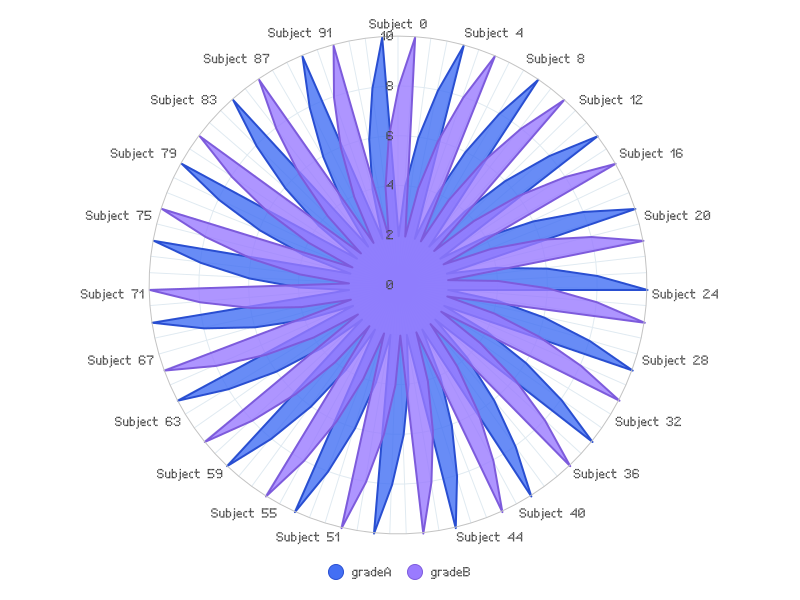 Subject 0
Subject 4
Subject 8
Subject 12
Subject 16
Subject 20
Subject 24
Subject 28
Subject 32
Subject 36
Subject 40
Subject 44
Subject 51
Subject 55
Subject 59
Subject 63
Subject 67
Subject 71
Subject 75
Subject 79
Subject 83
Subject 87
Subject 91
10
8
6
4
2
0
gradeA gradeB